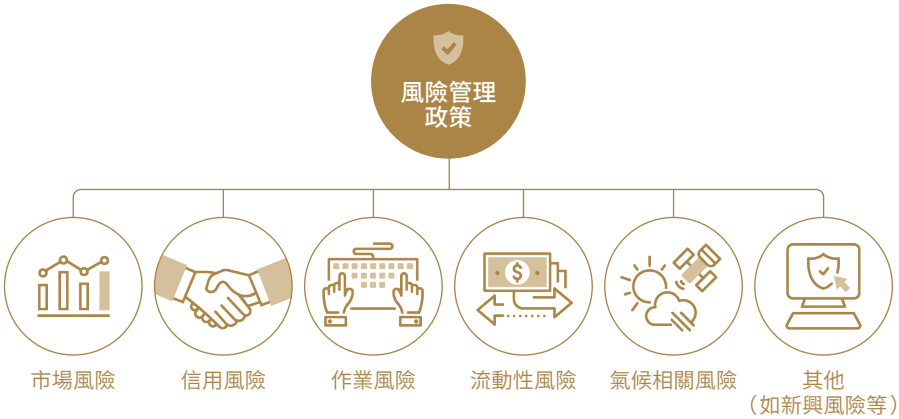 風險管理
政策
市場風險
信用風險
作業風險
流動性風險
氣候相關風險
其他
（如新興風險等）